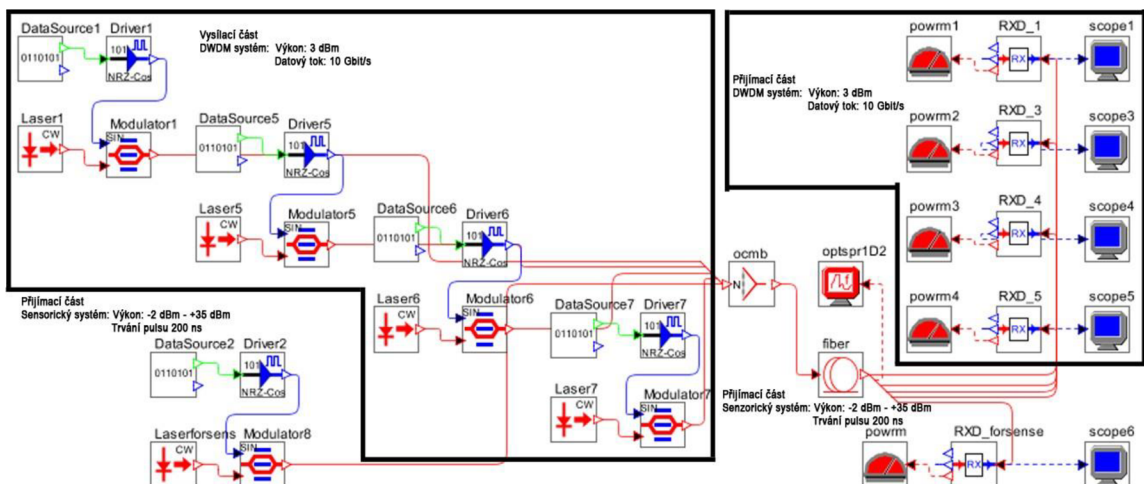 DataSource1
Driver1
0110101
101
NRZ-Cos
Vysílací část
DWDM systém: Výkon: 3 dBm
Datový tok: 10 Gbit/s
Laser1
CW
Modulator1
SIN
DataSource5
Driver5
0110101
101
NRZ-Cos
Laser5
CW
Modulator5
SIN
DataSource6
Driver6
0110101
101
NRZ-Cos
Laser6
CW
Modulator6
SIN
DataSource7
Driver7
0110101
101
NRZ-Cos
Laser7
CW
Modulator7
SIN
Přijímací část
Sensorický systém: Výkon: -2 dBm - +35 dBm
Trvání pulsu 200 ns
DataSource2
Driver2
0110101
101
NRZ-Cos
Laserforsens
CW
Modulator8
SIN
ocmb
N
optspr1D2
fiber
powrm1
RXD_1
RX
scope1
Přijímací část
DWDM systém: Výkon: 3 dBm
Datový tok: 10 Gbit/s
powrm2
RXD_3
RX
scope3
powrm3
RXD_4
RX
scope4
powrm4
RXD_5
RX
scope5
Přijímací část
Senzorický systém: Výkon: -2 dBm - +35 dBm
Trvání pulsu 200 ns
powrm
RXD_forsense
RX
scope6